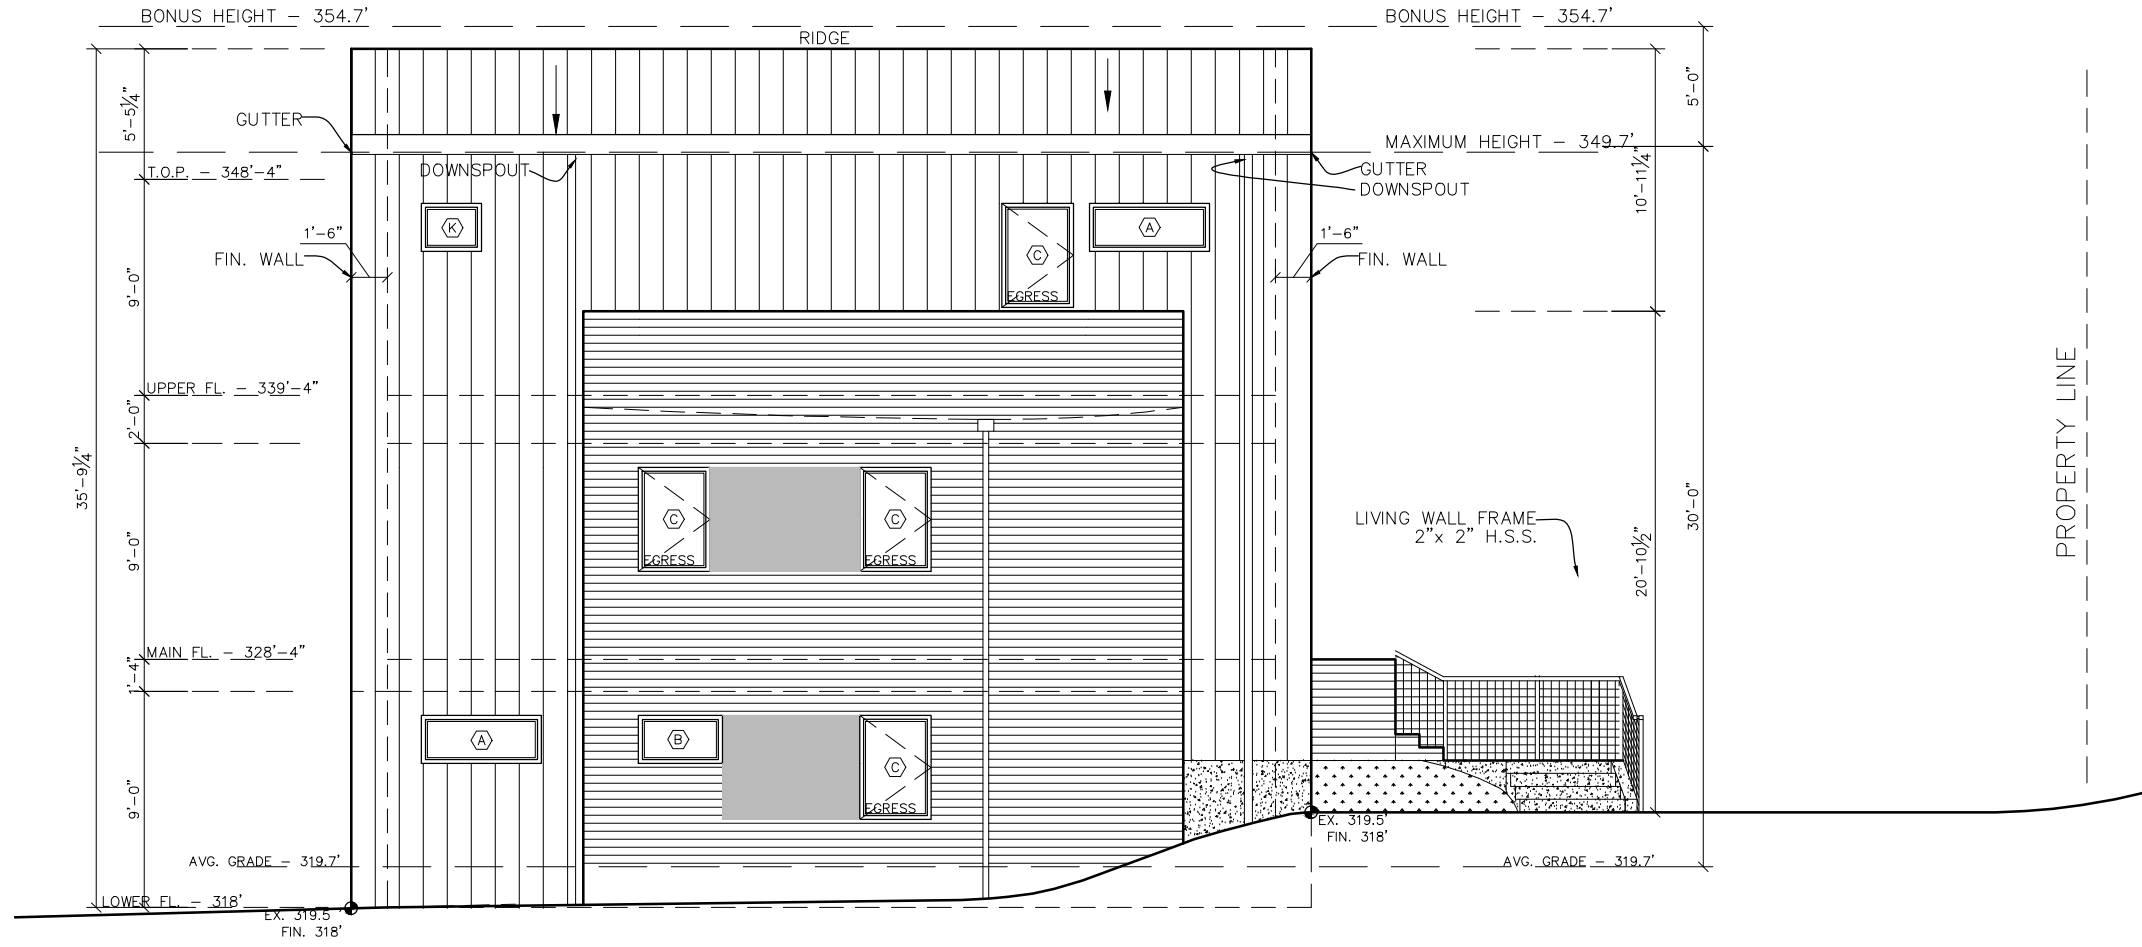 BONUS HEIGHT - 354.7'
BONUS HEIGHT - 354.7'
RIDGE
5'-5¼"
5'-0"
GUTTER
MAXIMUM HEIGHT - 349.7'
T.O.P. - 348'-4"
DOWNSPOUT
GUTTER
DOWNSPOUT
10'-11¼"
K
C
A
EGRESS
1'-6"
1'-6"
FIN. WALL
FIN. WALL
9'-0"
UPPER FL. - 339'-4"
2'-0"
35'-9¼"
PROPERTY LINE
C
EGRESS
C
EGRESS
LIVING WALL FRAME
2"x 2" H.S.S.
30'-0"
20'-10½"
9'-0"
MAIN FL. - 328'-4"
1'-4"
A
B
C
EGRESS
9'-0"
EX. 319.5'
FIN. 318'
AVG. GRADE - 319.7'
AVG. GRADE - 319.7'
LOWER FL. - 318'
EX. 319.5'
FIN. 318'